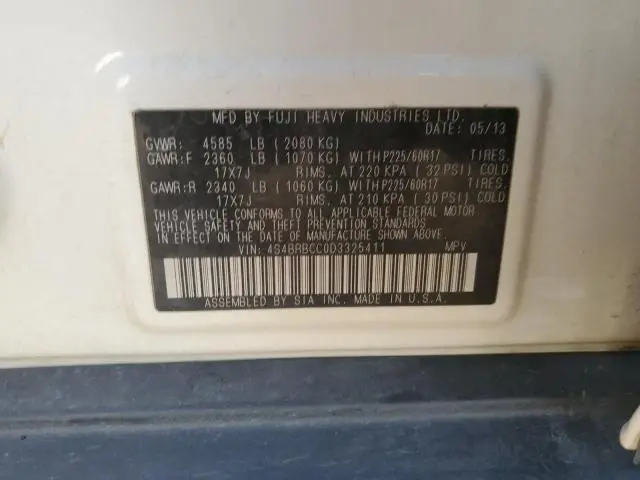 MFD. BY FUJI HEAVY INDUSTRIES LTD.
DATE: 05/13
GVWR: 4585 LB (2080 KG)
GAWR:F 2360 LB (1070 KG) WITH P225/60R17 TIRES,
17X7J RIMS, AT 220 KPA (32 PSI) COLD
GAWR:R 2340 LB (1060 KG) WITH P225/60R17 TIRES,
17X7J RIMS, AT 210 KPA (30 PSI) COLD
THIS VEHICLE CONFORMS TO ALL APPLICABLE FEDERAL MOTOR
VEHICLE SAFETY AND THEFT PREVENTION STANDARDS IN
EFFECT ON THE DATE OF MANUFACTURE SHOWN ABOVE.
VIN: 4S4BRBCC0D3325411 MPV
ASSEMBLED BY SIA INC. MADE IN U.S.A.